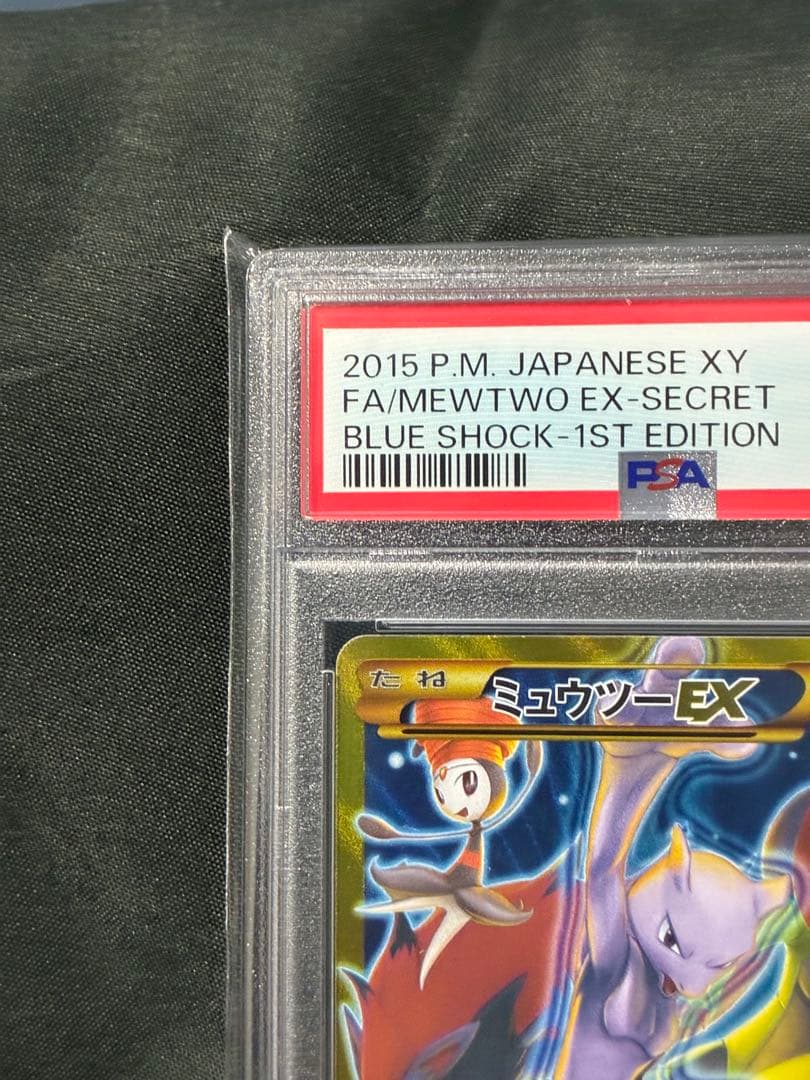 2015 P.M. JAPANESE XY
FA/MEWTWO EX-SECRET
BLUE SHOCK-1ST EDITION
PSA
たね ミュウツーEX